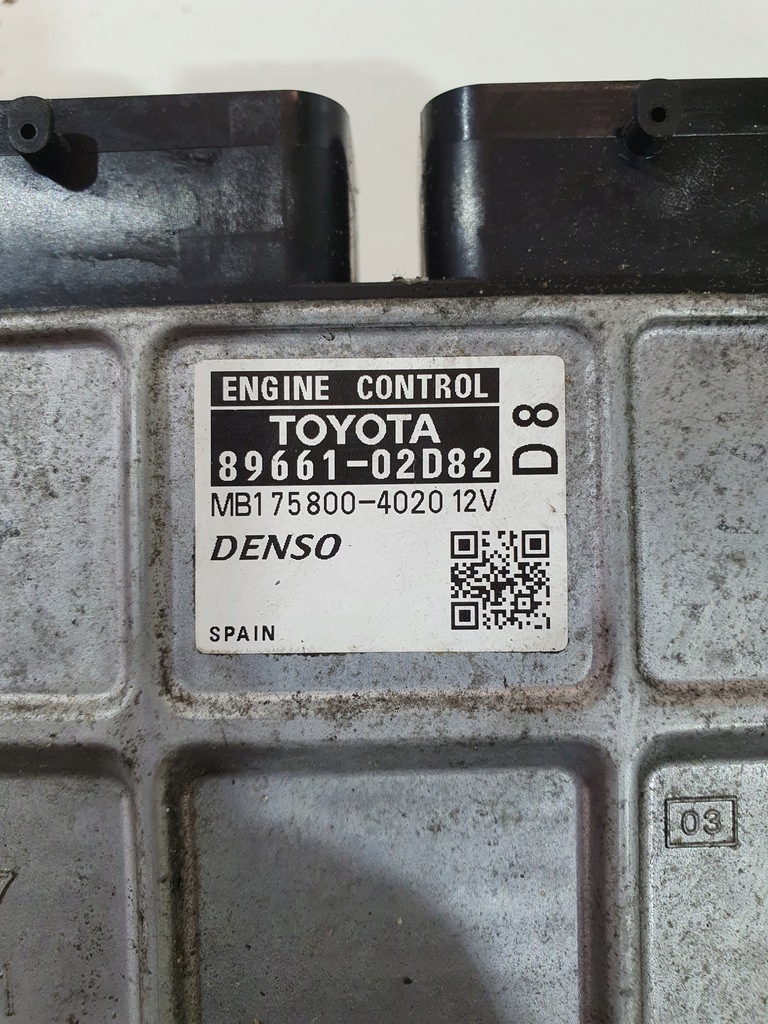 ENGINE CONTROL
TOYOTA
89661-02D82
D8
MB175800-4020 12V
DENSO
SPAIN
03